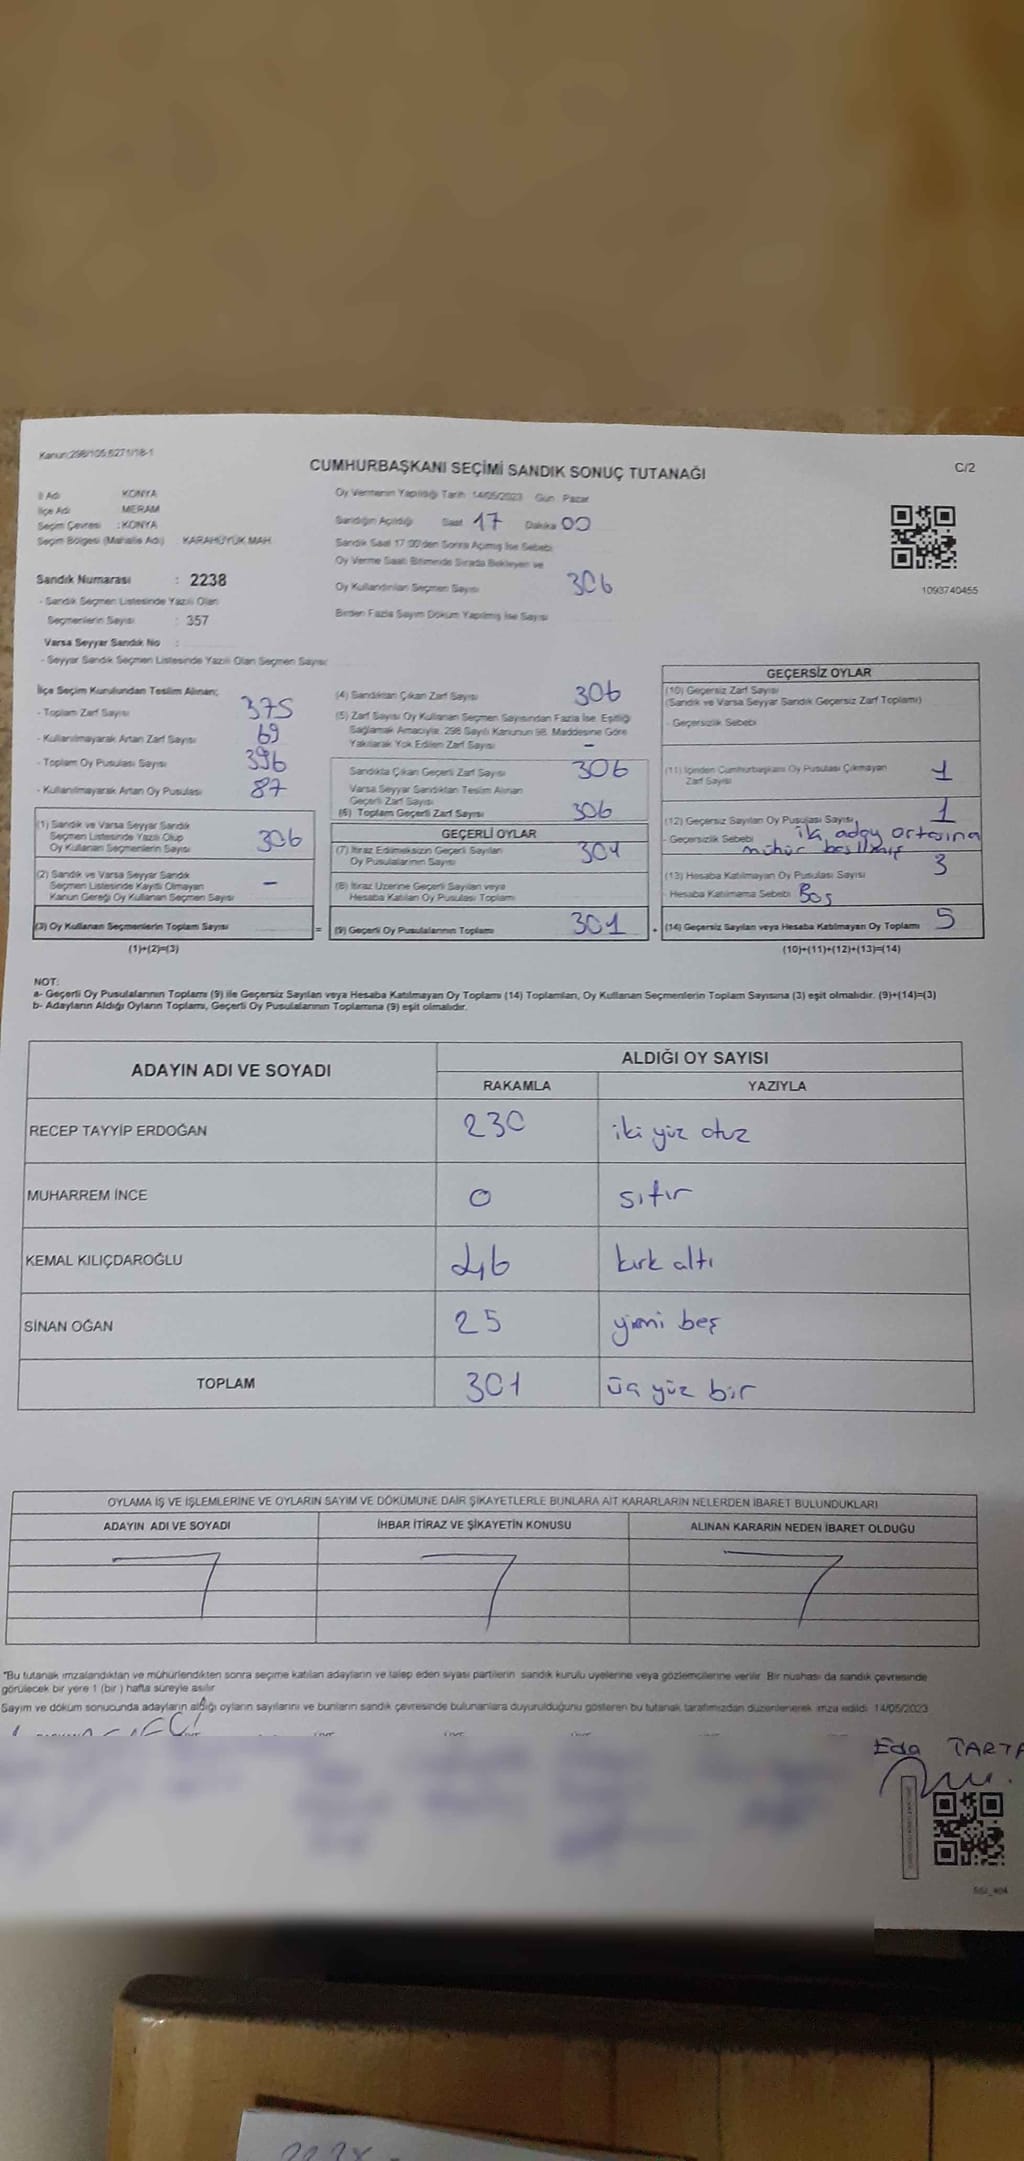 Kanun:298/105,6271/18-1
CUMHURBAŞKANI SEÇİMİ SANDIK SONUÇ TUTANAĞI
C/2
İl Adı KONYA
İlçe Adı MERAM
Seçim Çevresi : KONYA
Seçim Bölgesi (Mahalle Adı) KARAHÜYÜK MAH.
Sandık Numarası : 2238
- Sandık Seçmen Listesinde Yazılı Olan
Seçmenlerin Sayısı : 357
Varsa Seyyar Sandık No :
- Seyyar Sandık Seçmen Listesinde Yazılı Olan Seçmen Sayısı:
Oy Vermenin Yapıldığı Tarih 14/05/2023 Gün Pazar
Sandığın Açıldığı Saat 17 Dakika 00
Sandık Saat 17:00'den Sonra Açılmış İse Sebebi
Oy Verme Saati Bitiminde Sırada Bekleyen ve
Oy Kullandırılan Seçmen Sayısı 306
Birden Fazla Sayım Döküm Yapılmış İse Sayısı
1093740455
İlçe Seçim Kurulundan Teslim Alınan;
- Toplam Zarf Sayısı 375
- Kullanılmayarak Artan Zarf Sayısı 69
- Toplam Oy Pusulası Sayısı 396
- Kullanılmayarak Artan Oy Pusulası 87
(1) Sandık ve Varsa Seyyar Sandık
Seçmen Listesinde Yazılı Olup
Oy Kullanan Seçmenlerin Sayısı 306
(2) Sandık ve Varsa Seyyar Sandık
Seçmen Listesinde Kayıtlı Olmayan
Kanun Gereği Oy Kullanan Seçmen Sayısı -
(3) Oy Kullanan Seçmenlerin Toplam Sayısı =
(1)+(2)=(3)
(4) Sandıktan Çıkan Zarf Sayısı 306
(5) Zarf Sayısı Oy Kullanan Seçmen Sayısından Fazla İse, Eşitliği
Sağlamak Amacıyla, 298 Sayılı Kanunun 98. Maddesine Göre
Yakılarak Yok Edilen Zarf Sayısı -
Sandıkta Çıkan Geçerli Zarf Sayısı 306
Varsa Seyyar Sandıktan Teslim Alınan
Geçerli Zarf Sayısı
(6) Toplam Geçerli Zarf Sayısı 306
GEÇERLİ OYLAR
(7) İtiraz Edilmeksizin Geçerli Sayılan
Oy Pusulalarının Sayısı 301
(8) İtiraz Üzerine Geçerli Sayılan veya
Hesaba Katılan Oy Pusulası Toplamı
(9) Geçerli Oy Pusulalarının Toplamı 301 +
GEÇERSİZ OYLAR
(10) Geçersiz Zarf Sayısı
(Sandık ve Varsa Seyyar Sandık Geçersiz Zarf Toplamı)
- Geçersizlik Sebebi
(11) İçinden Cumhurbaşkanı Oy Pusulası Çıkmayan
Zarf Sayısı 1
(12) Geçersiz Sayılan Oy Pusulası Sayısı 1
- Geçersizlik Sebebi iki aday ortasına
mühür basılmış
(13) Hesaba Katılmayan Oy Pusulası Sayısı 3
- Hesaba Katılmama Sebebi Boş
(14) Geçersiz Sayılan veya Hesaba Katılmayan Oy Toplamı 5
(10)+(11)+(12)+(13)=(14)
NOT:
a- Geçerli Oy Pusulalarının Toplamı (9) ile Geçersiz Sayılan veya Hesaba Katılmayan Oy Toplamı (14) Toplamları, Oy Kullanan Seçmenlerin Toplam Sayısına (3) eşit olmalıdır. (9)+(14)=(3)
b- Adayların Aldığı Oyların Toplamı, Geçerli Oy Pusulalarının Toplamına (9) eşit olmalıdır.
ADAYIN ADI VE SOYADI
ALDIĞI OY SAYISI
RAKAMLA YAZIYLA
RECEP TAYYİP ERDOĞAN 230 iki yüz otuz
MUHARREM İNCE 0 sıfır
KEMAL KILIÇDAROĞLU 46 kırk altı
SİNAN OĞAN 25 yirmi beş
TOPLAM 301 üç yüz bir
OYLAMA İŞ VE İŞLEMLERİNE VE OYLARIN SAYIM VE DÖKÜMÜNE DAİR ŞİKAYETLERLE BUNLARA AİT KARARLARIN NELERDEN İBARET BULUNDUKLARI
ADAYIN ADI VE SOYADI İHBAR İTİRAZ VE ŞİKAYETİN KONUSU ALINAN KARARIN NEDEN İBARET OLDUĞU
"Bu tutanak imzalandıktan ve mühürlendikten sonra seçime katılan adayların ve talep eden siyasi partilerin sandık kurulu üyelerine veya gözlemcilerine verilir. Bir nüshası da sandık çevresinde
görülecek bir yere 1 (bir ) hafta süreyle asılır
Sayım ve döküm sonucunda adayların aldığı oyların sayılarını ve bunların sandık çevresinde bulunanlara duyurulduğunu gösteren bu tutanak tarafımızdan düzenlenerek imza edildi. 14/05/2023
Eda TARTA